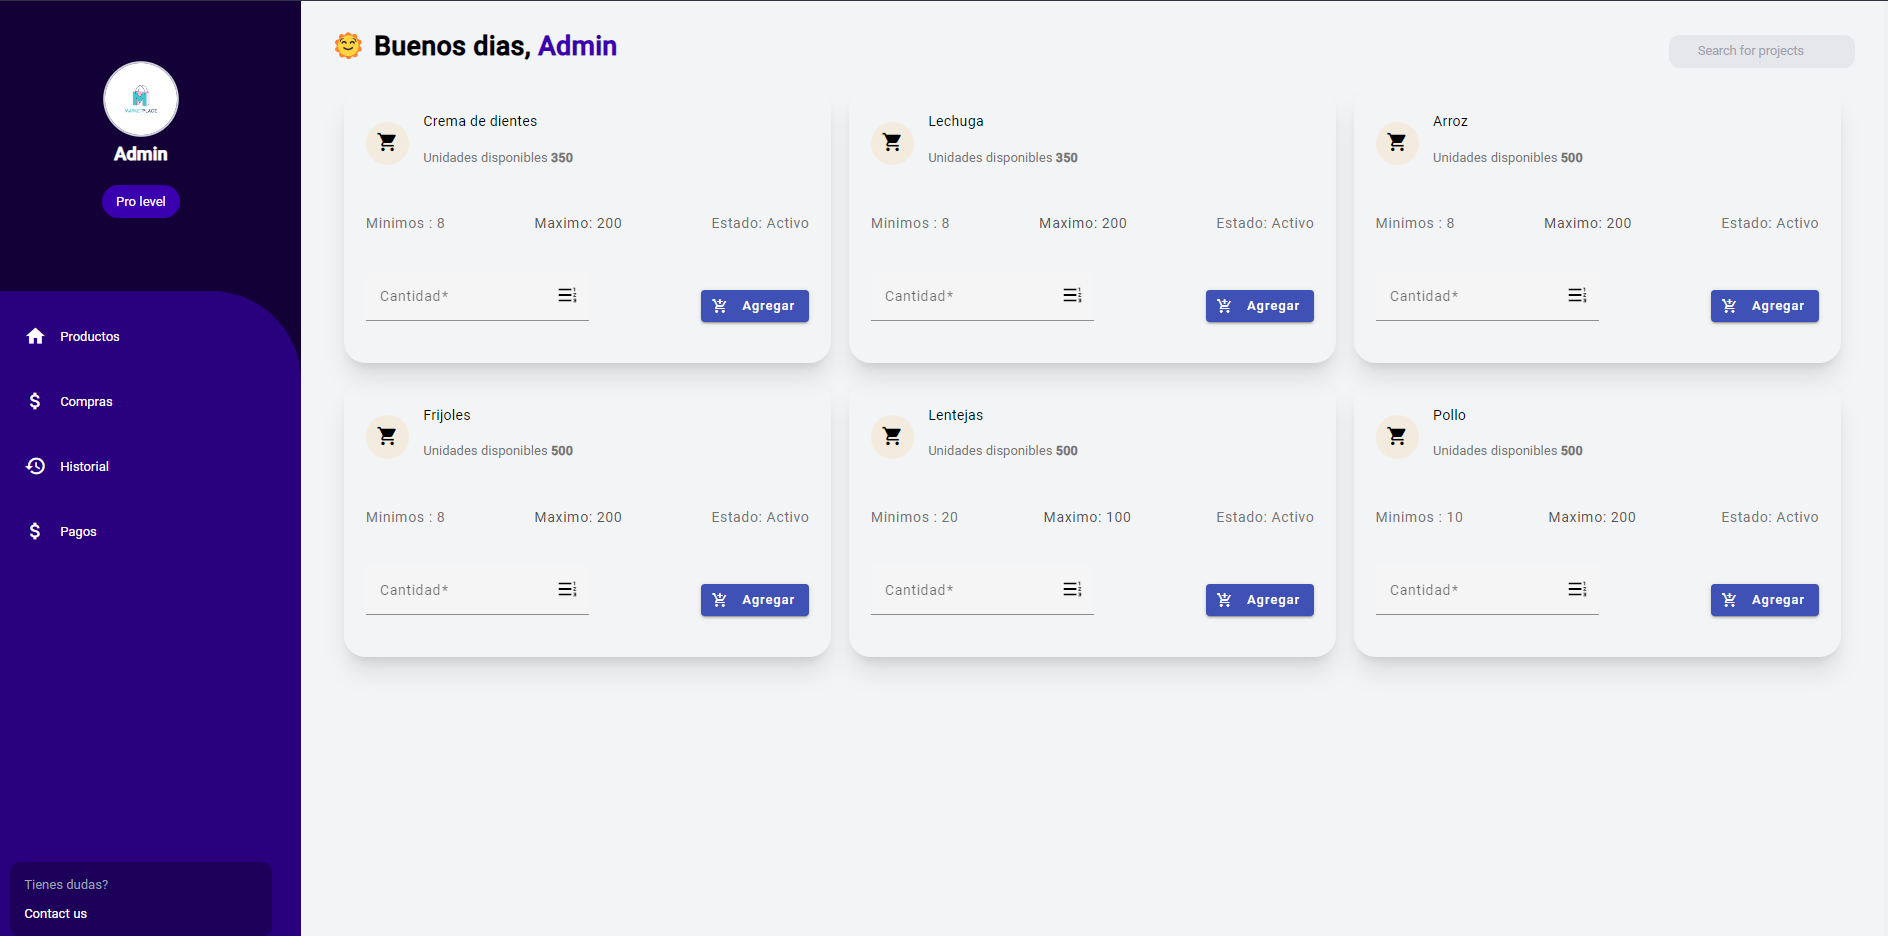 MARKETPLACE
Admin
Pro level
Productos
Compras
Historial
Pagos
Tienes dudas?
Contact us
Buenos dias, Admin
Search for projects
Crema de dientes
Unidades disponibles 350
Minimos : 8 Maximo: 200 Estado: Activo
Cantidad* Agregar
Lechuga
Unidades disponibles 350
Minimos : 8 Maximo: 200 Estado: Activo
Cantidad* Agregar
Arroz
Unidades disponibles 500
Minimos : 8 Maximo: 200 Estado: Activo
Cantidad* Agregar
Frijoles
Unidades disponibles 500
Minimos : 8 Maximo: 200 Estado: Activo
Cantidad* Agregar
Lentejas
Unidades disponibles 500
Minimos : 20 Maximo: 100 Estado: Activo
Cantidad* Agregar
Pollo
Unidades disponibles 500
Minimos : 10 Maximo: 200 Estado: Activo
Cantidad* Agregar